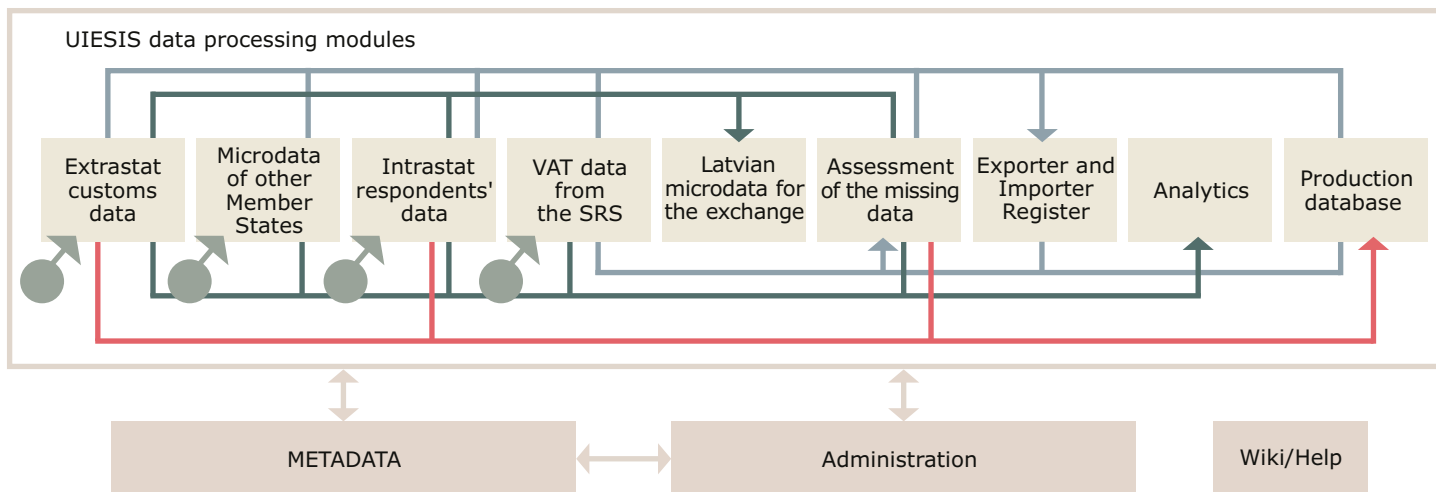 UIESIS data processing modules
Extrastat
customs
data
Microdata
of other
Member
States
Intrastat
respondents'
data
VAT data
from
the SRS
Latvian
microdata for
the exchange
Assessment
of the missing
data
Exporter and
Importer
Register
Analytics
Production
database
METADATA
Administration
Wiki/Help